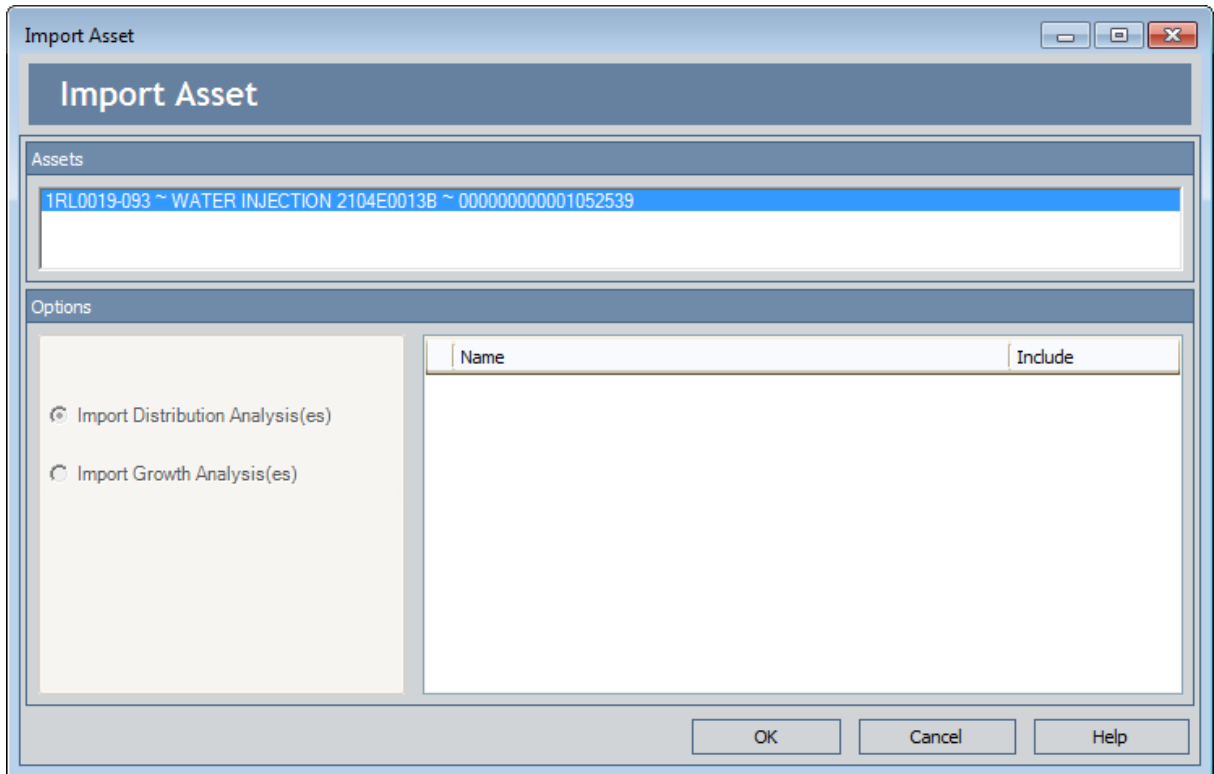 Import Asset
Import Asset
Assets
1RL0019-093 ~ WATER INJECTION 2104E0013B ~ 000000000001052539
Options
Name Include
Import Distribution Analysis(es)
Import Growth Analysis(es)
OK Cancel Help